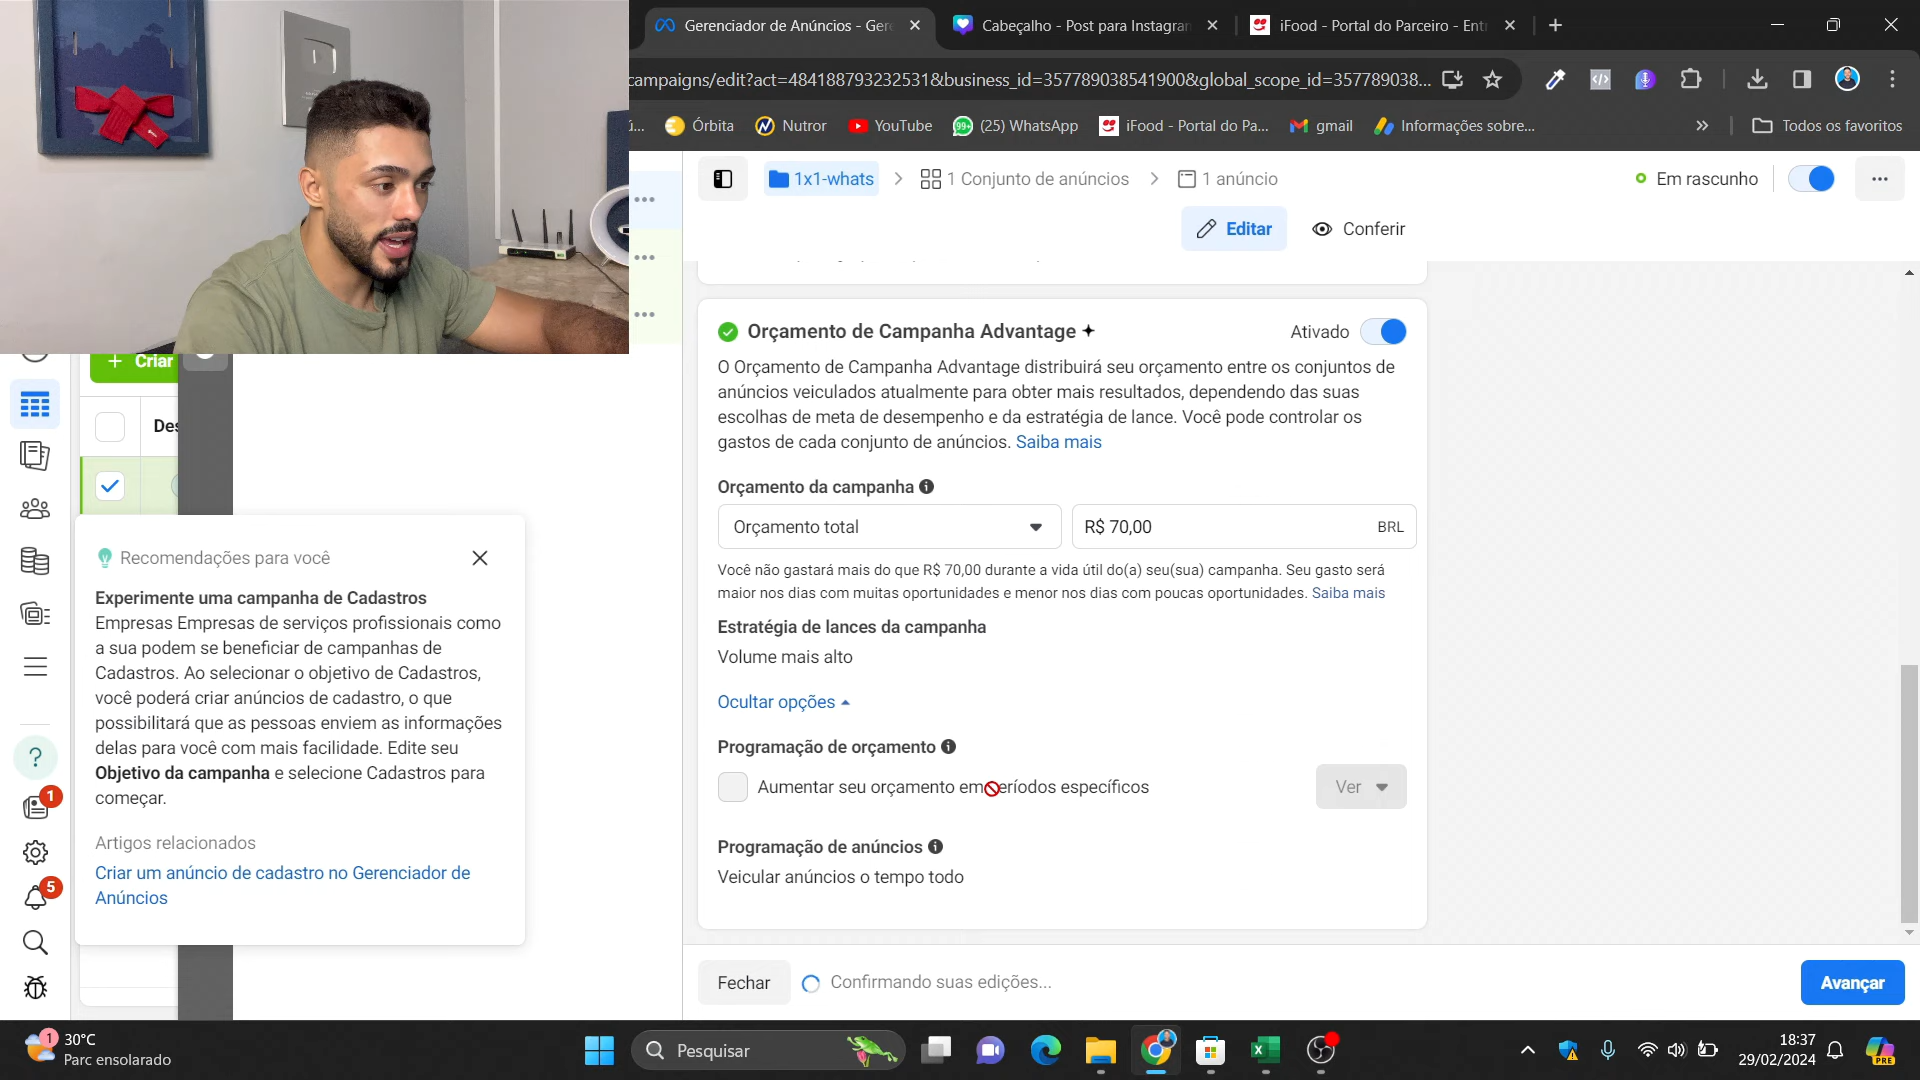 Gerenciador de Anúncios - Ger
Cabeçalho - Post para Instagran
iFood - Portal do Parceiro - Ent
campaigns/edit?act=484188793232531&business_id=357789038541900&global_scope_id=357789038...
Órbita
Nutror
YouTube
(25) WhatsApp
iFood - Portal do Pa...
gmail
Informações sobre...
Todos os favoritos
1x1-whats
1 Conjunto de anúncios
1 anúncio
Em rascunho
Editar
Conferir
Orçamento de Campanha Advantage
Ativado
O Orçamento de Campanha Advantage distribuirá seu orçamento entre os conjuntos de
anúncios veiculados atualmente para obter mais resultados, dependendo das suas
escolhas de meta de desempenho e da estratégia de lance. Você pode controlar os
gastos de cada conjunto de anúncios. Saiba mais
Orçamento da campanha
Orçamento total
R$ 70,00
BRL
Você não gastará mais do que R$ 70,00 durante a vida útil do(a) seu(sua) campanha. Seu gasto será
maior nos dias com muitas oportunidades e menor nos dias com poucas oportunidades. Saiba mais
Estratégia de lances da campanha
Volume mais alto
Ocultar opções
Programação de orçamento
Aumentar seu orçamento em períodos específicos
Ver
Programação de anúncios
Veicular anúncios o tempo todo
Fechar
Confirmando suas edições...
Avançar
+ Criar
Des
Recomendações para você
Experimente uma campanha de Cadastros
Empresas Empresas de serviços profissionais como
a sua podem se beneficiar de campanhas de
Cadastros. Ao selecionar o objetivo de Cadastros,
você poderá criar anúncios de cadastro, o que
possibilitará que as pessoas enviem as informações
delas para você com mais facilidade. Edite seu
Objetivo da campanha e selecione Cadastros para
começar.
Artigos relacionados
Criar um anúncio de cadastro no Gerenciador de
Anúncios
1
5
1
30°C
Parc ensolarado
Pesquisar
18:37
29/02/2024
PRE